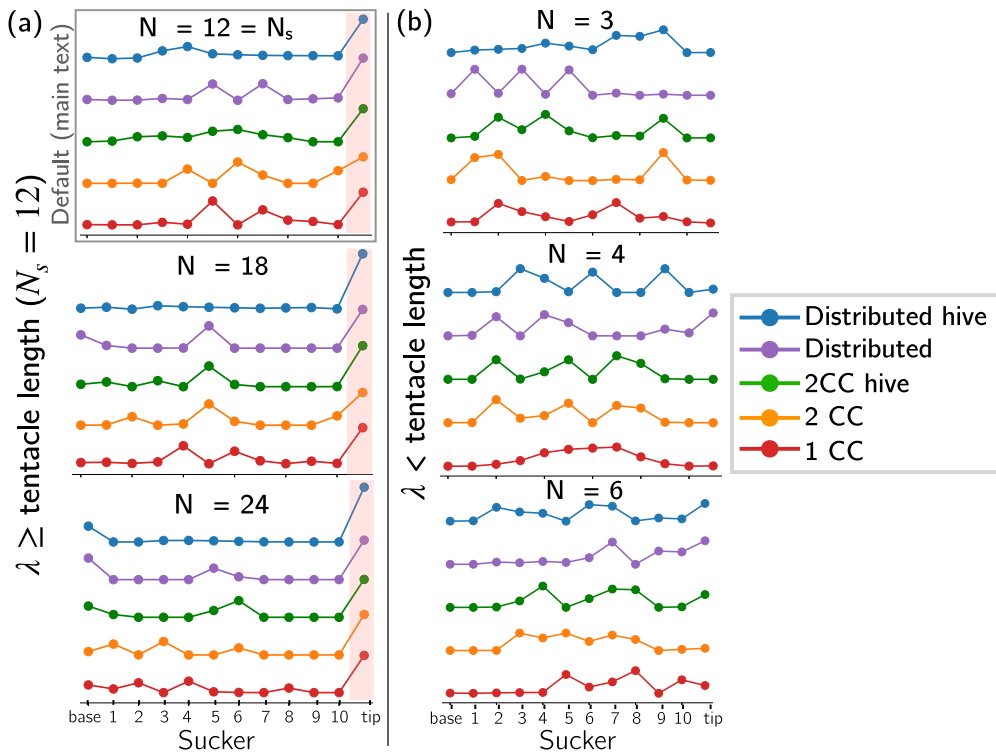 (a)
N = 12 = Nₛ
Default (main text)
λ ≥ tentacle length (Nₛ = 12)
N = 18
N = 24
base 1 2 3 4 5 6 7 8 9 10 tip
Sucker
(b)
N = 3
λ < tentacle length
N = 4
N = 6
base 1 2 3 4 5 6 7 8 9 10 tip
Sucker
Distributed hive
Distributed
2CC hive
2 CC
1 CC